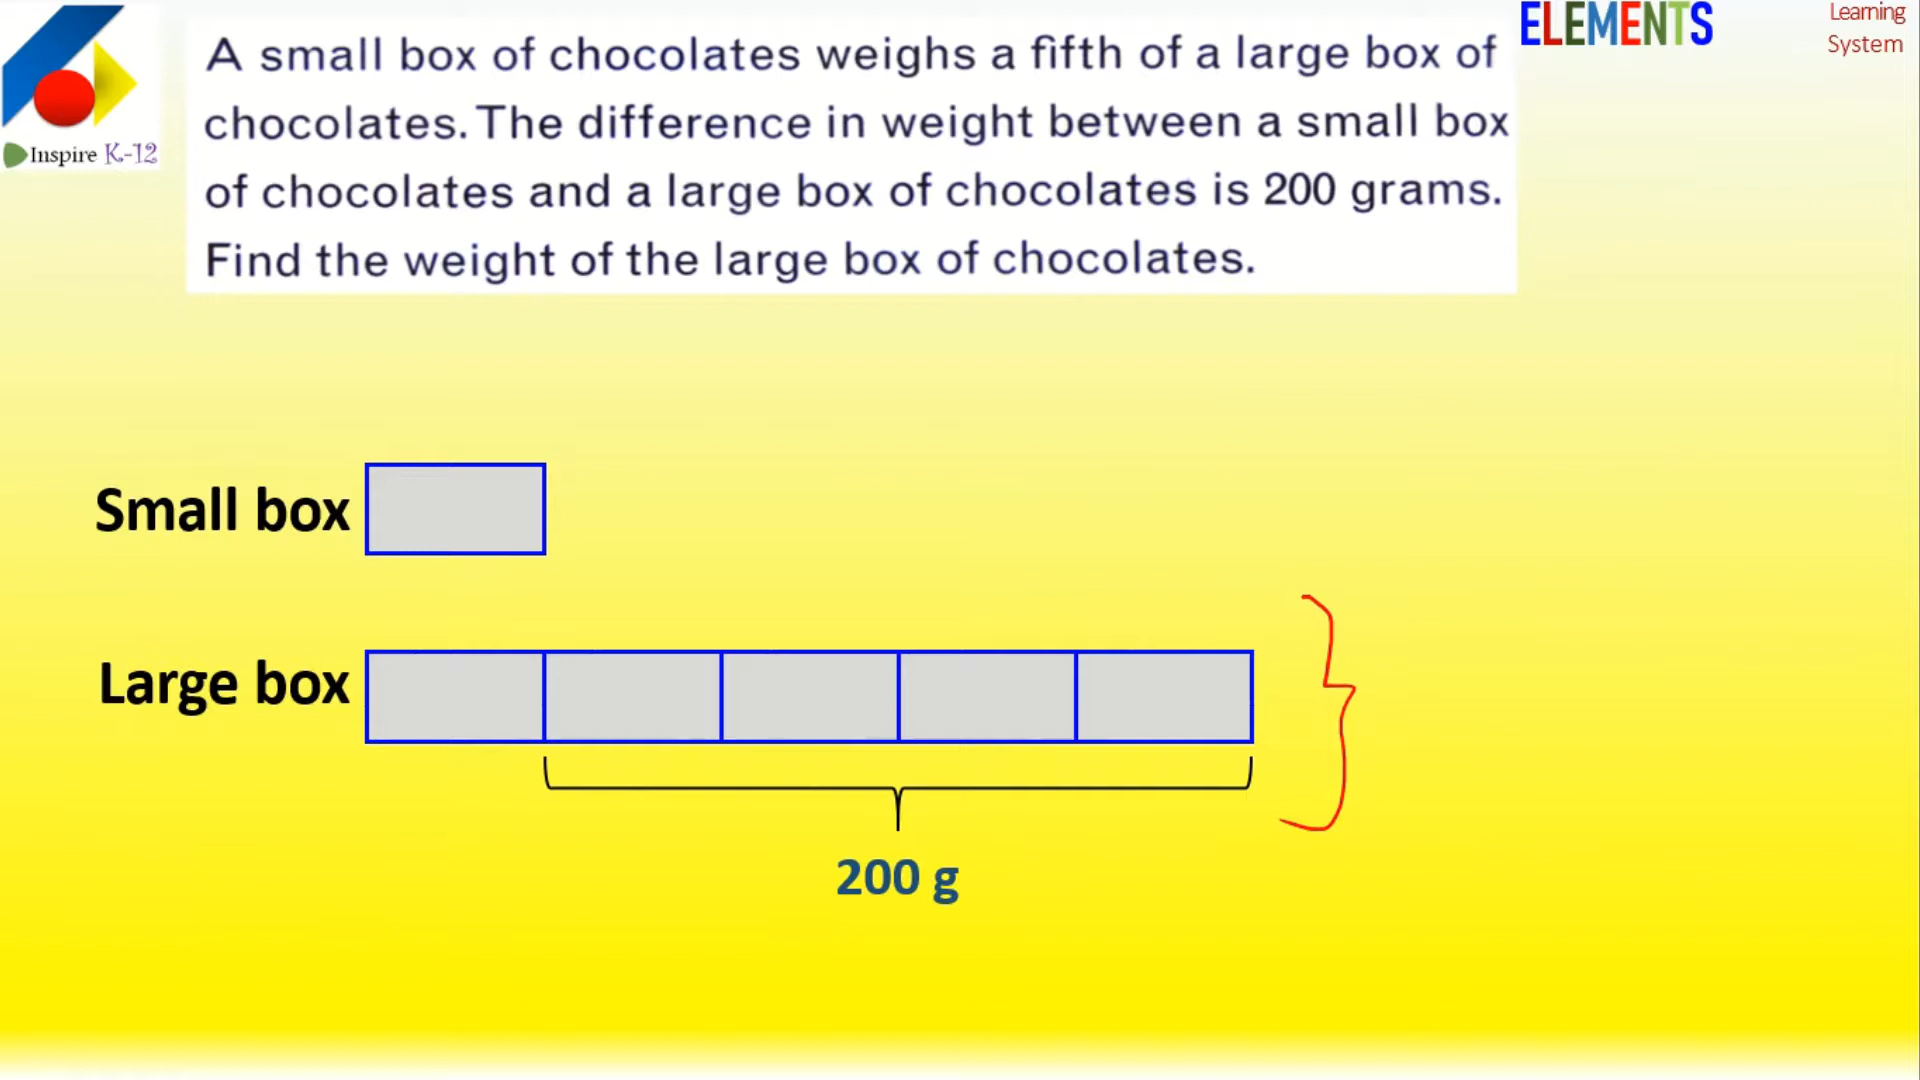 ELEMENTS
Learning
System
Inspire K-12
A small box of chocolates weighs a fifth of a large box of
chocolates. The difference in weight between a small box
of chocolates and a large box of chocolates is 200 grams.
Find the weight of the large box of chocolates.
Small box
Large box
200 g